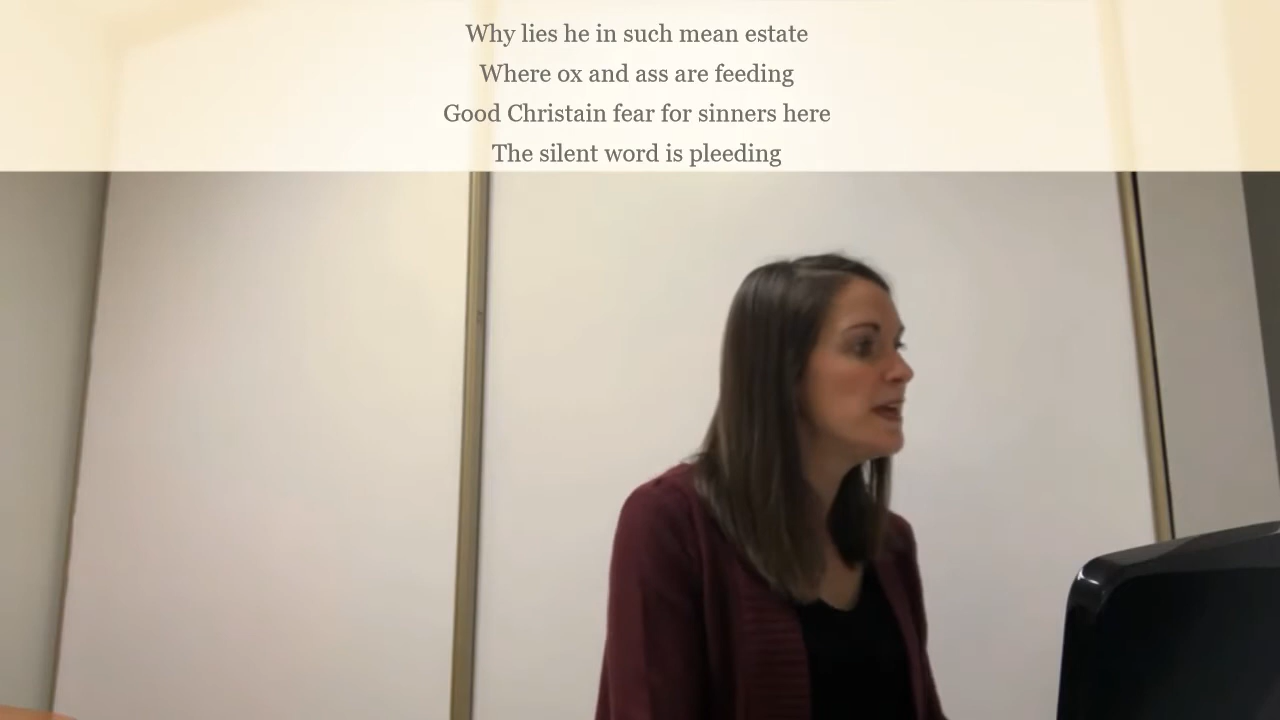 Why lies he in such mean estate
Where ox and ass are feeding
Good Christain fear for sinners here
The silent word is pleeding